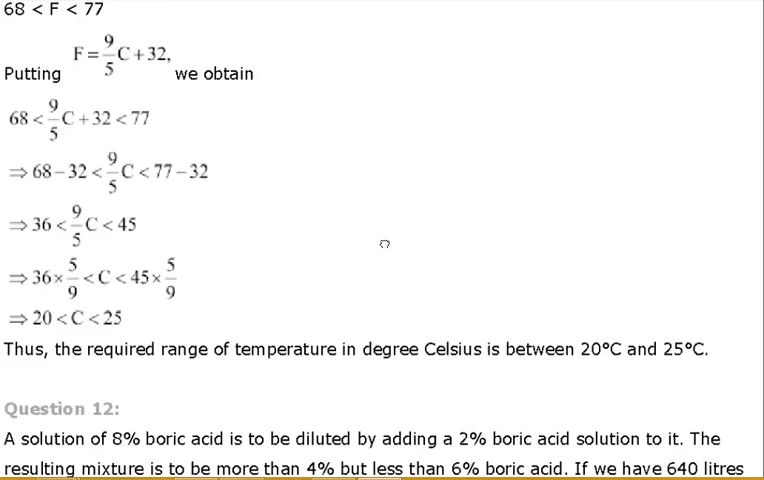 68 < F < 77
Putting F = 9/5 C + 32, we obtain
68 < 9/5 C + 32 < 77
⇒ 68 − 32 < 9/5 C < 77 − 32
⇒ 36 < 9/5 C < 45
⇒ 36 × 5/9 < C < 45 × 5/9
⇒ 20 < C < 25
Thus, the required range of temperature in degree Celsius is between 20°C and 25°C.
Question 12:
A solution of 8% boric acid is to be diluted by adding a 2% boric acid solution to it. The
resulting mixture is to be more than 4% but less than 6% boric acid. If we have 640 litres